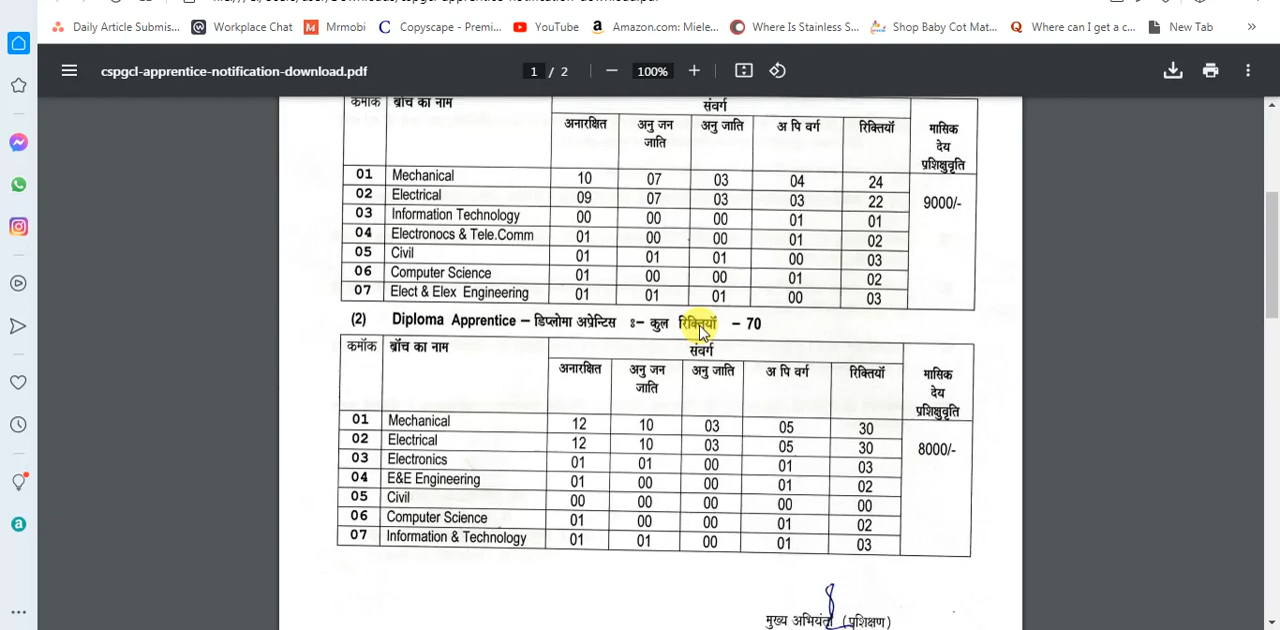 Daily Article Submis... Workplace Chat Mrmobi Copyscape - Premi... YouTube Amazon.com: Miele... Where Is Stainless S... Shop Baby Cot Mat... Where can I get a c... New Tab »
cspgcl-apprentice-notification-download.pdf 1 / 2 100%
कमांक ब्रॉच का नाम संवर्ग
अनारक्षित अनु जन जाति अनु जाति अ पि वर्ग रिक्तियॉ मासिक देय प्रशिक्षुवृति
01 Mechanical 10 07 03 04 24
02 Electrical 09 07 03 03 22 9000/-
03 Information Technology 00 00 00 01 01
04 Electronocs & Tele.Comm 01 00 00 01 02
05 Civil 01 01 01 00 03
06 Computer Science 01 00 00 01 02
07 Elect & Elex Engineering 01 01 01 00 03
(2) Diploma Apprentice – डिप्लोमा अप्रेन्टिस ः– कुल रिक्तियॉ – 70
कमॉक ब्रॉच का नाम संवर्ग
अनारक्षित अनु जन जाति अनु जाति अ पि वर्ग रिक्तियॉ मासिक देय प्रशिक्षुवृति
01 Mechanical 12 10 03 05 30
02 Electrical 12 10 03 05 30 8000/-
03 Electronics 01 01 00 01 03
04 E&E Engineering 01 00 00 01 02
05 Civil 00 00 00 00 00
06 Computer Science 01 00 00 01 02
07 Information & Technology 01 01 00 01 03
मुख्य अभियंता (प्रशिक्षण)